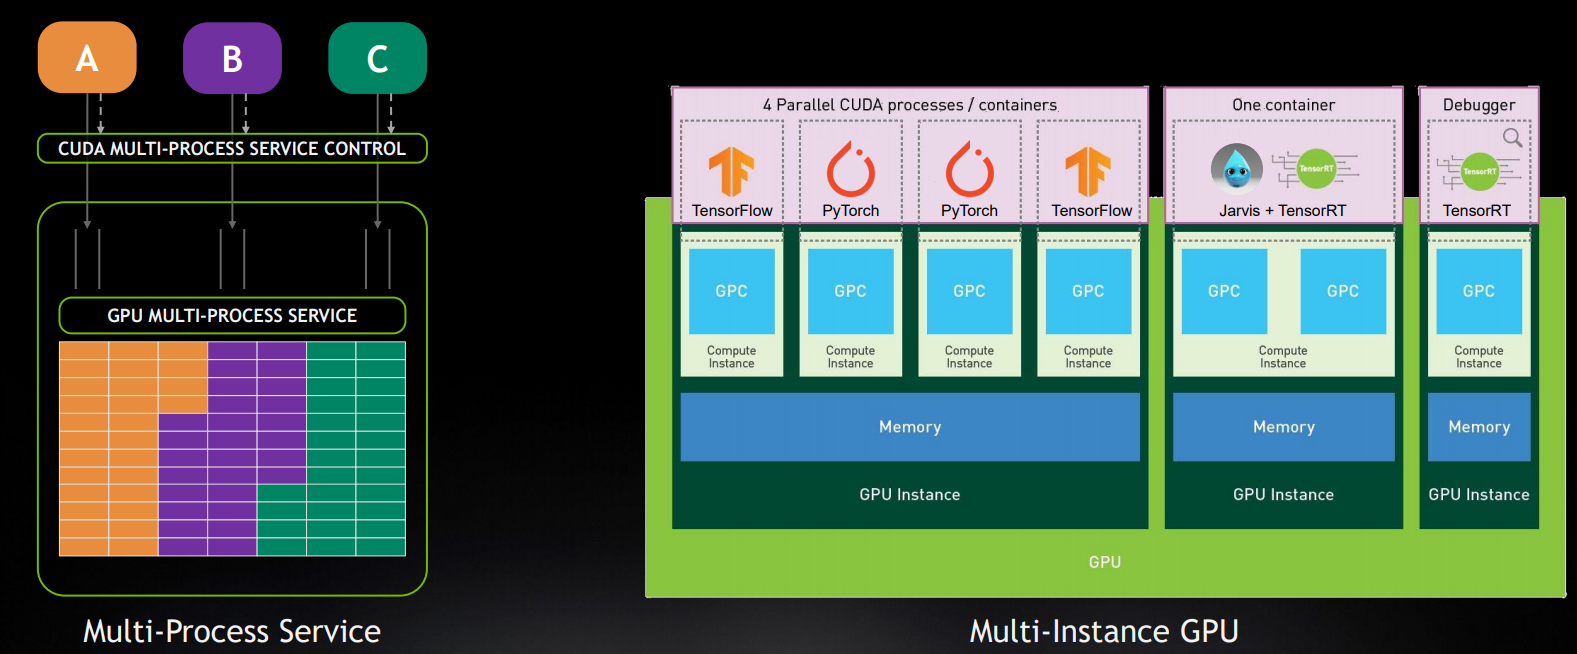 A
B
C
CUDA MULTI-PROCESS SERVICE CONTROL
GPU MULTI-PROCESS SERVICE
Multi-Process Service
4 Parallel CUDA processes / containers
One container
Debugger
TensorFlow
PyTorch
PyTorch
TensorFlow
TensorRT
Jarvis + TensorRT
TensorRT
TensorRT
GPC
GPC
GPC
GPC
GPC
GPC
GPC
Compute
Instance
Compute
Instance
Compute
Instance
Compute
Instance
Compute
Instance
Compute
Instance
Memory
Memory
Memory
GPU Instance
GPU Instance
GPU Instance
GPU
Multi-Instance GPU